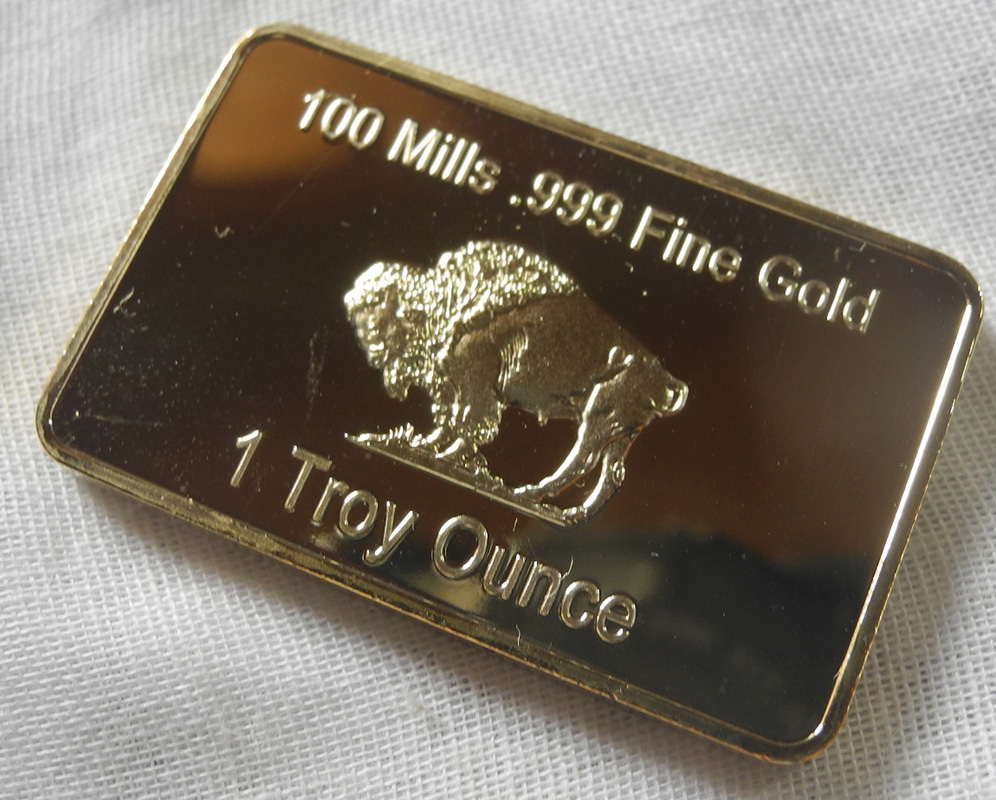 100 Mills .999 Fine Gold
1 Troy Ounce